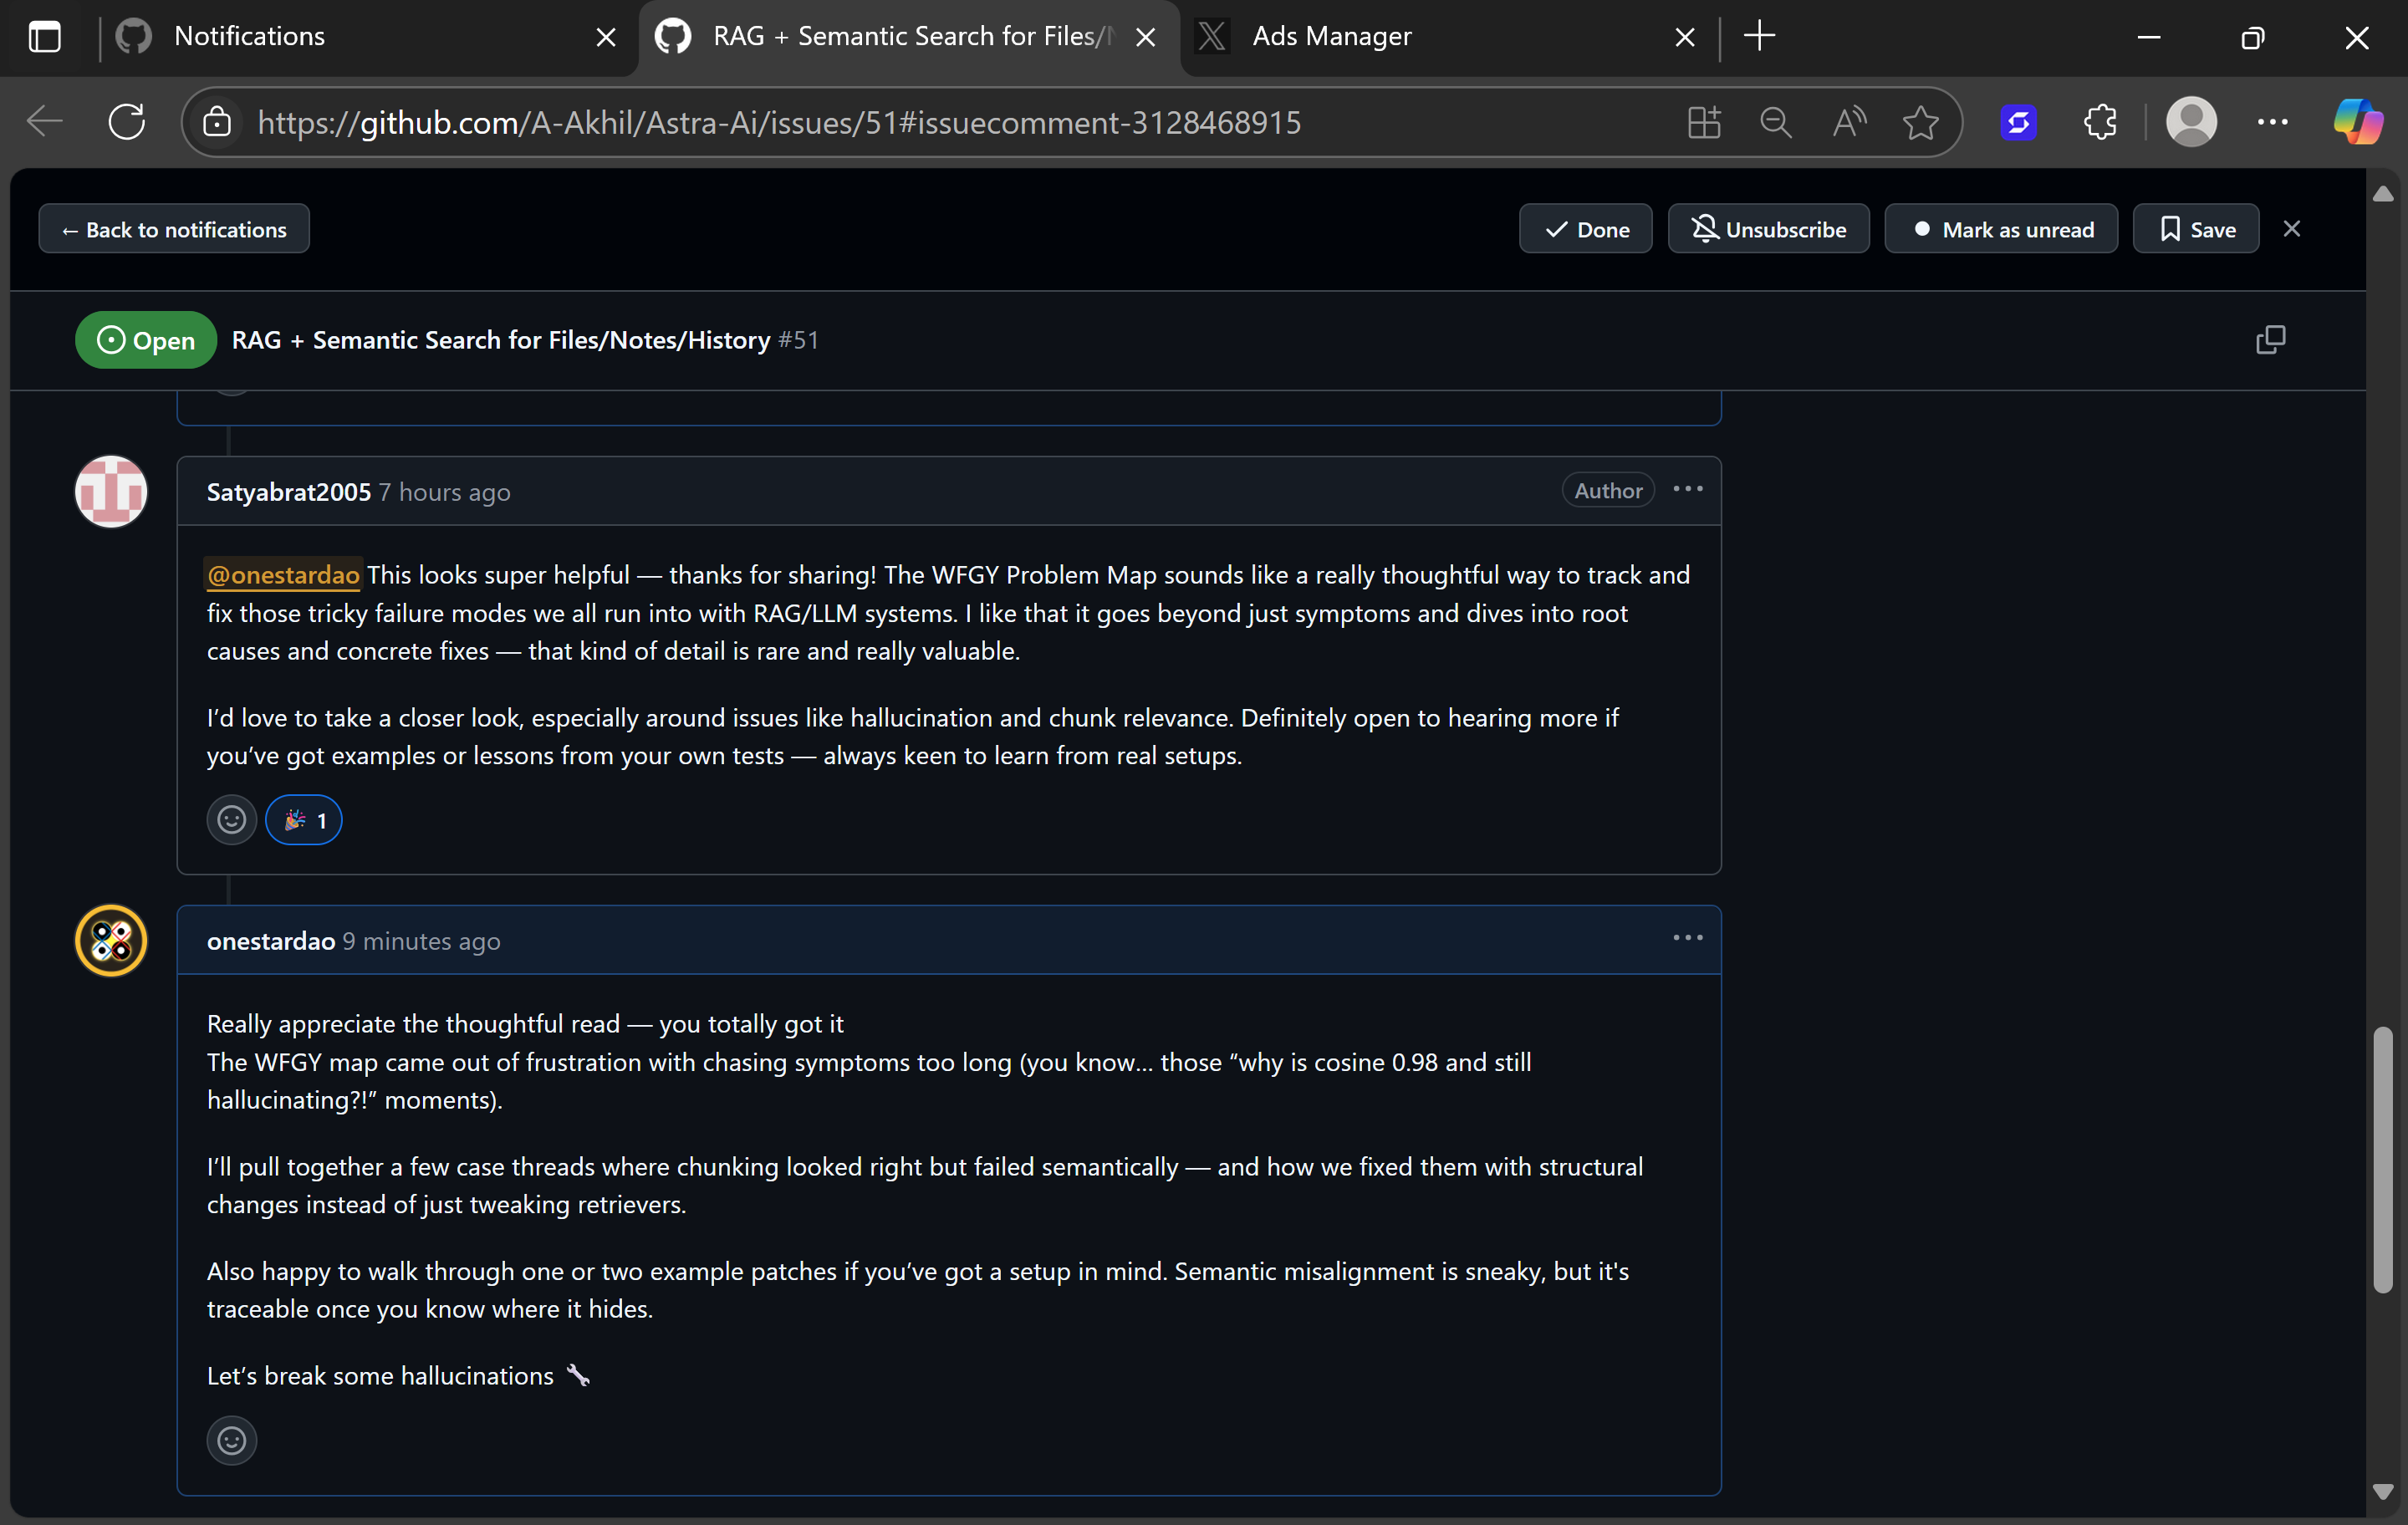 Notifications
RAG + Semantic Search for Files/
Ads Manager
https://github.com/A-Akhil/Astra-Ai/issues/51#issuecomment-3128468915
← Back to notifications
Done
Unsubscribe
Mark as unread
Save
Open
RAG + Semantic Search for Files/Notes/History #51
Satyabrat2005 7 hours ago
Author
@onestardao This looks super helpful — thanks for sharing! The WFGY Problem Map sounds like a really thoughtful way to track and
fix those tricky failure modes we all run into with RAG/LLM systems. I like that it goes beyond just symptoms and dives into root
causes and concrete fixes — that kind of detail is rare and really valuable.
I’d love to take a closer look, especially around issues like hallucination and chunk relevance. Definitely open to hearing more if
you’ve got examples or lessons from your own tests — always keen to learn from real setups.
🎉 1
onestardao 9 minutes ago
Really appreciate the thoughtful read — you totally got it
The WFGY map came out of frustration with chasing symptoms too long (you know… those “why is cosine 0.98 and still
hallucinating?!” moments).
I’ll pull together a few case threads where chunking looked right but failed semantically — and how we fixed them with structural
changes instead of just tweaking retrievers.
Also happy to walk through one or two example patches if you’ve got a setup in mind. Semantic misalignment is sneaky, but it's
traceable once you know where it hides.
Let’s break some hallucinations 🔧